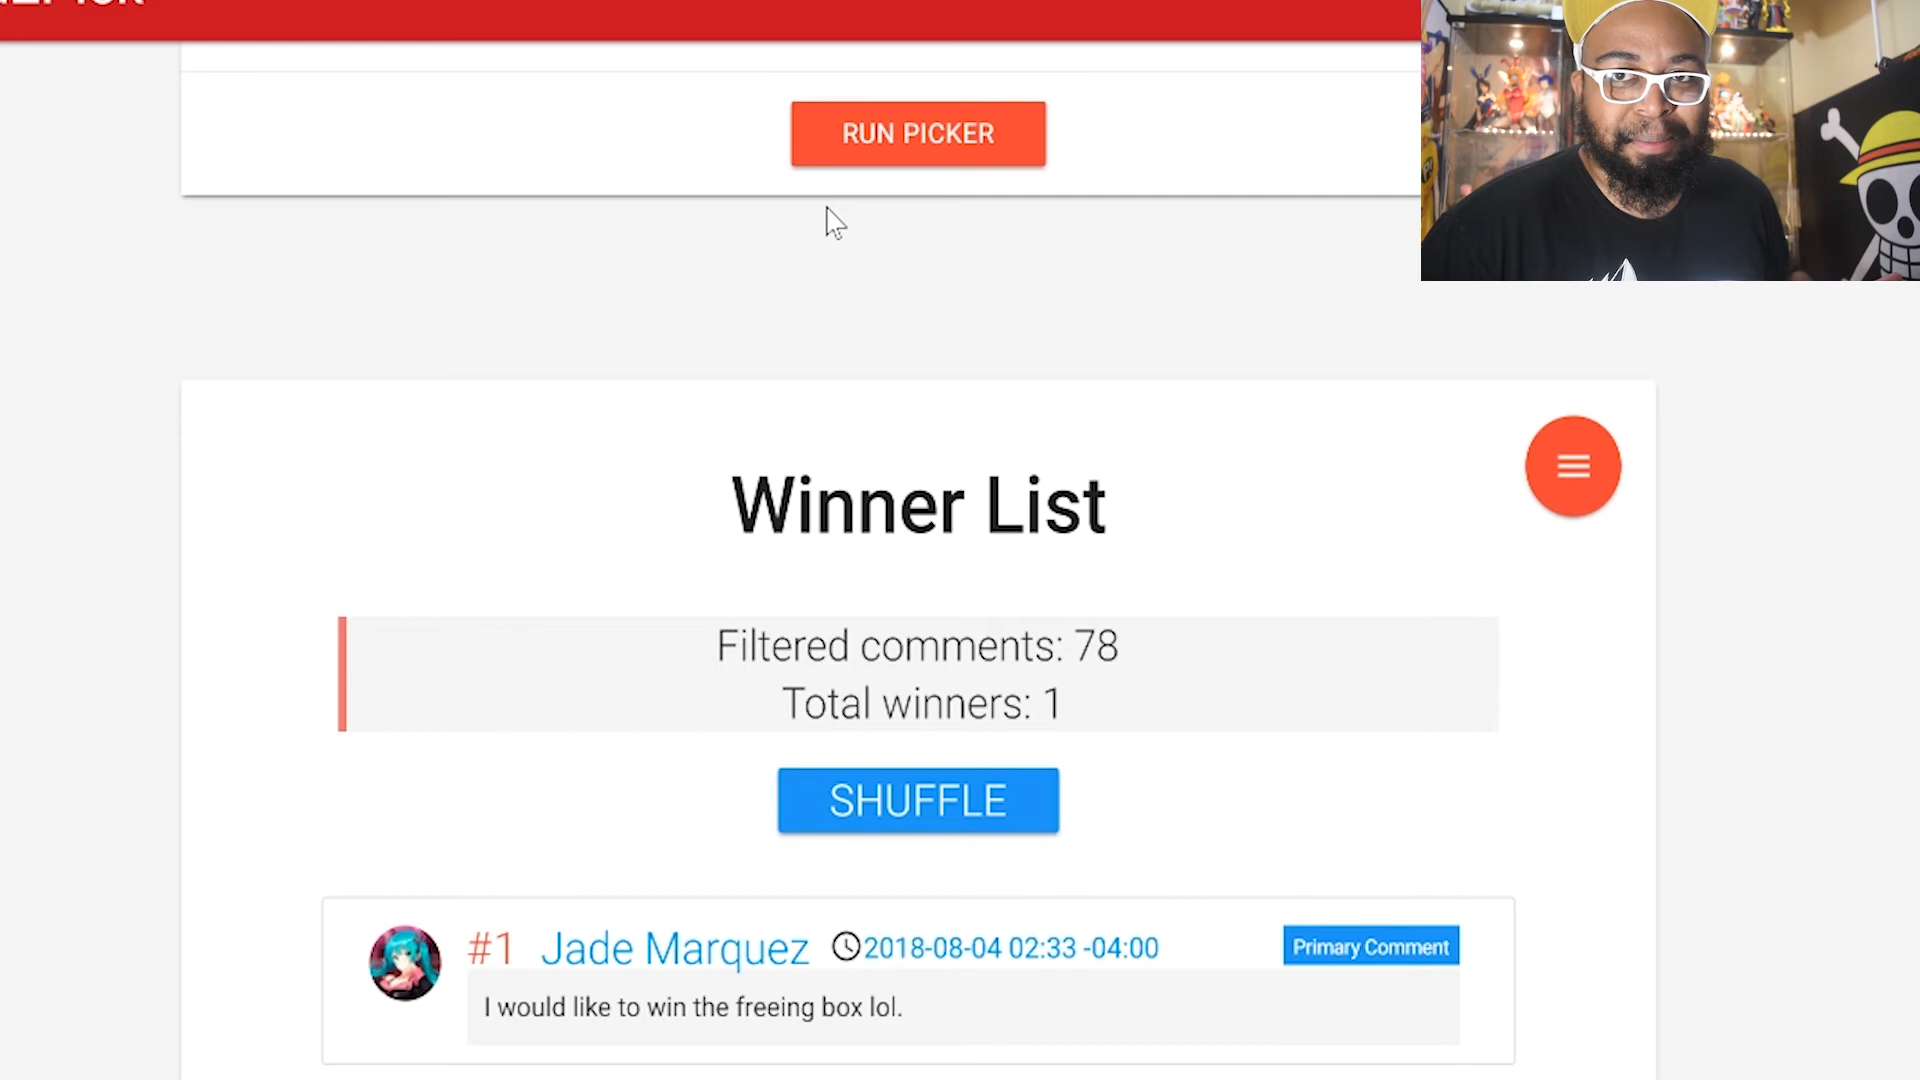 RUN PICKER
Winner List
Filtered comments: 78
Total winners: 1
SHUFFLE
#1 Jade Marquez 2018-08-04 02:33 -04:00 Primary Comment
I would like to win the freeing box lol.